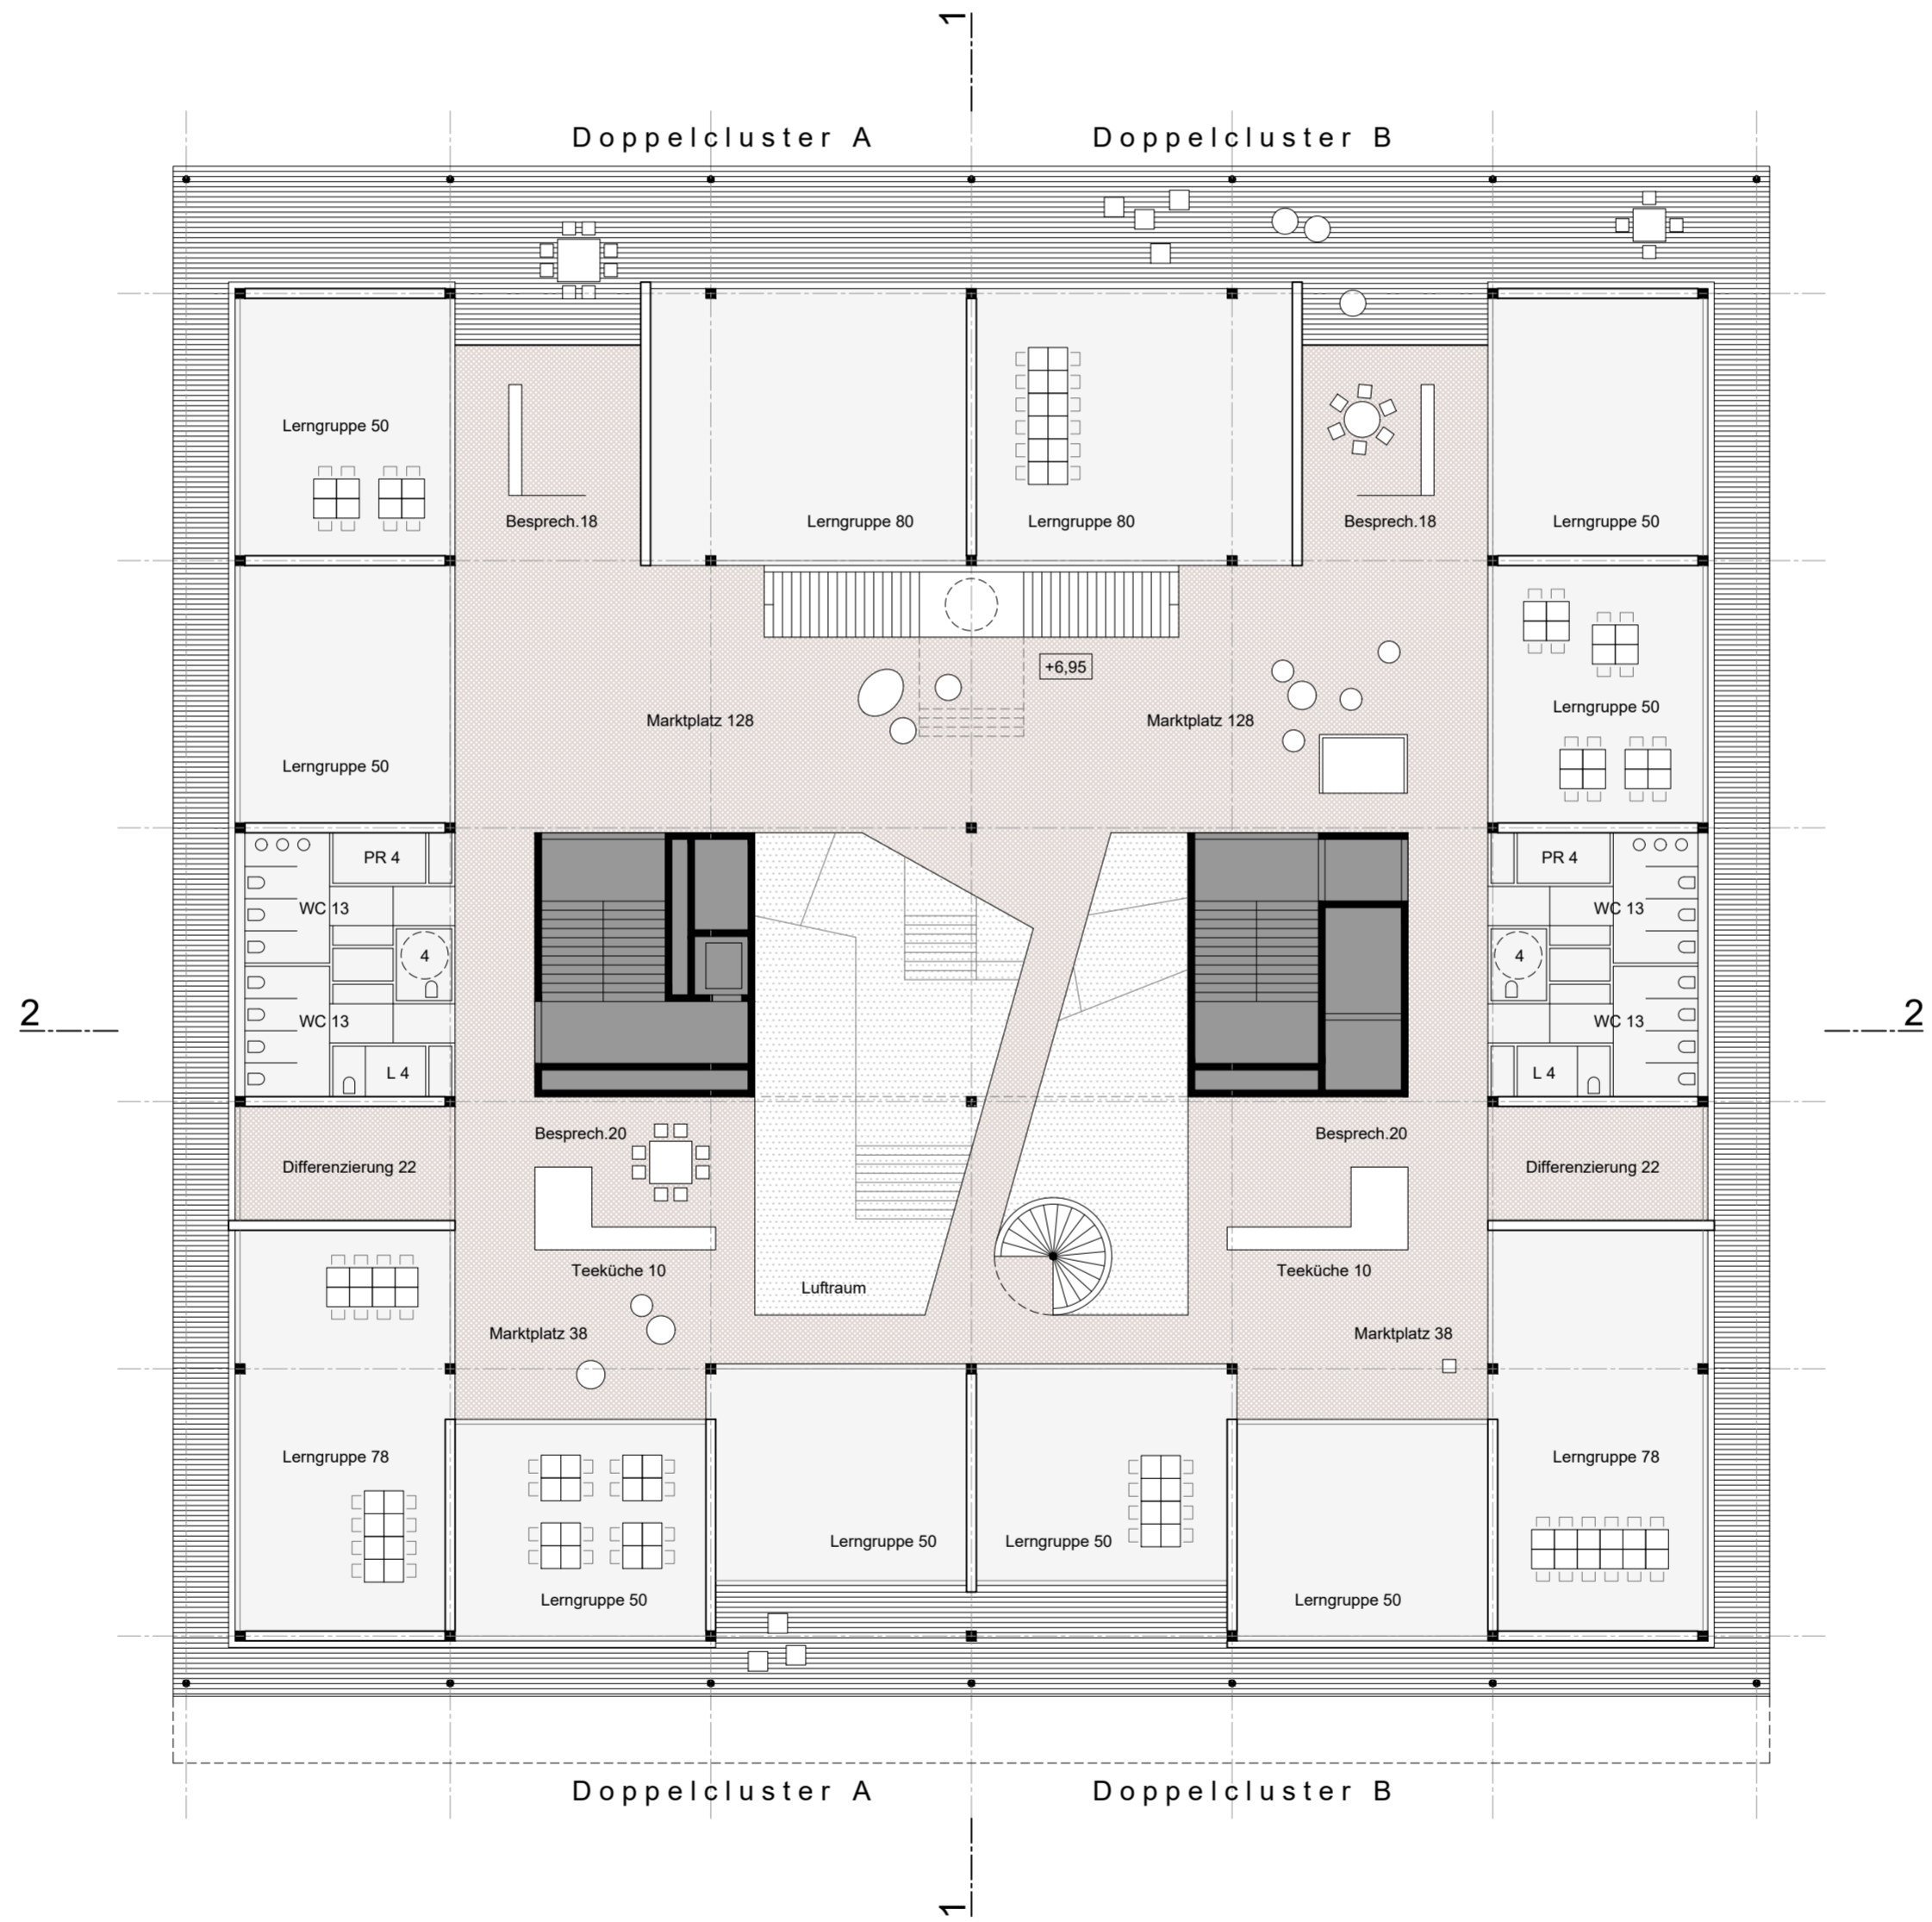 1
Doppelcluster A
Doppelcluster B
Lerngruppe 50
Besprech.18
Lerngruppe 80
Lerngruppe 80
Besprech.18
Lerngruppe 50
+6,95
Lerngruppe 50
Marktplatz 128
Marktplatz 128
Lerngruppe 50
PR 4
PR 4
WC 13
WC 13
4
4
2
2
WC 13
WC 13
L 4
L 4
Besprech.20
Besprech.20
Differenzierung 22
Differenzierung 22
Teeküche 10
Teeküche 10
Luftraum
Marktplatz 38
Marktplatz 38
Lerngruppe 78
Lerngruppe 78
Lerngruppe 50
Lerngruppe 50
Lerngruppe 50
Lerngruppe 50
Doppelcluster A
Doppelcluster B
1